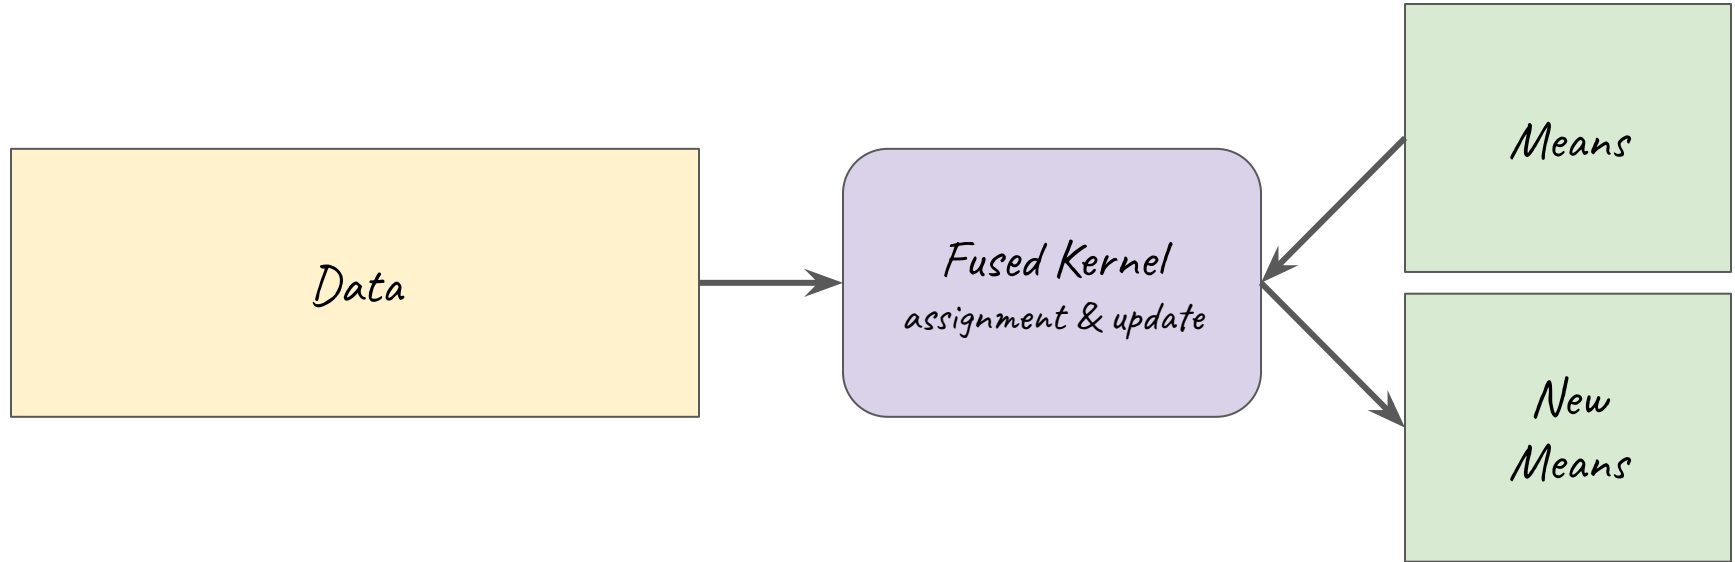 Data
Fused Kernel
assignment & update
Means
New
Means